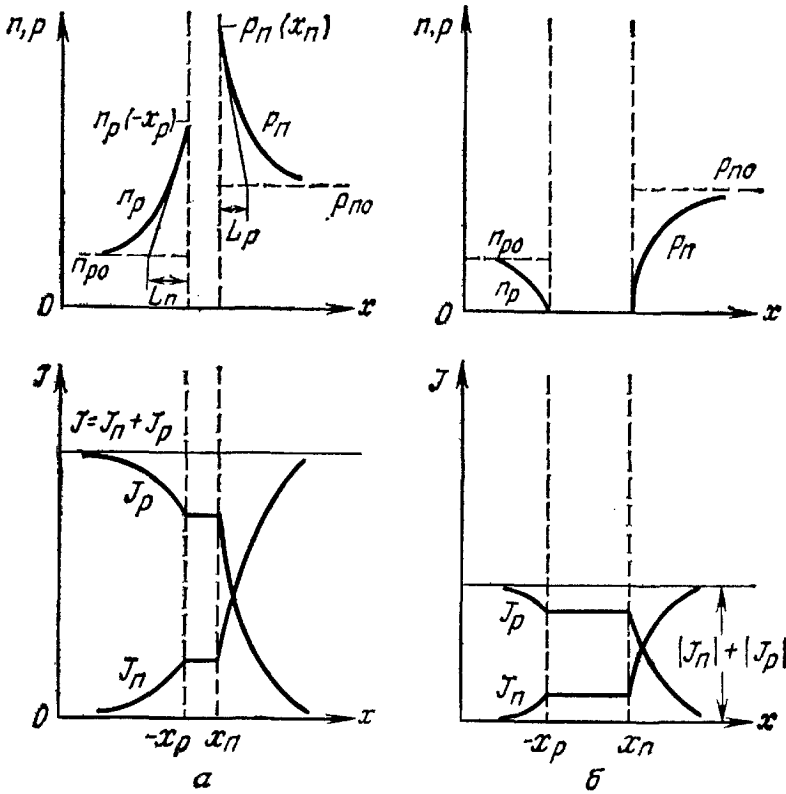 n, p
p_n (x_n)
n_p (-x_p)
p_n
n_p
p_no
L_p
n_po
L_n
0
x
n, p
p_no
n_po
p_n
n_p
0
x
J
J = J_n + J_p
J_p
J_n
0
-x_p
x_n
x
а
J
J_p
|J_n| + |J_p|
J_n
-x_p
x_n
x
б